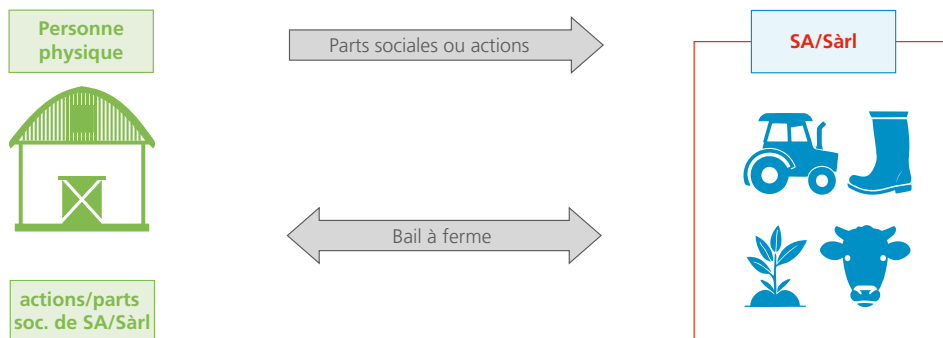 Personne
physique
Parts sociales ou actions
SA/Sàrl
Bail à ferme
actions/parts
soc. de SA/Sàrl